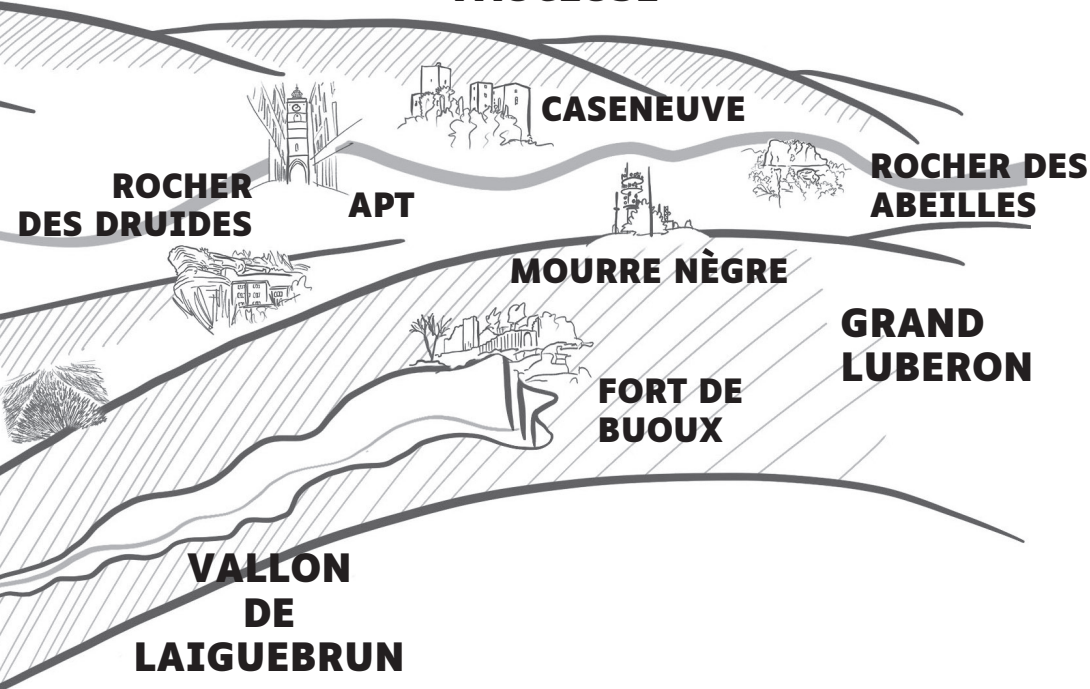 CASENEUVE
ROCHER DES
ABEILLES
ROCHER
DES DRUIDES
APT
MOURRE NÈGRE
GRAND
LUBERON
FORT DE
BUOUX
VALLON
DE
LAIGUEBRUN